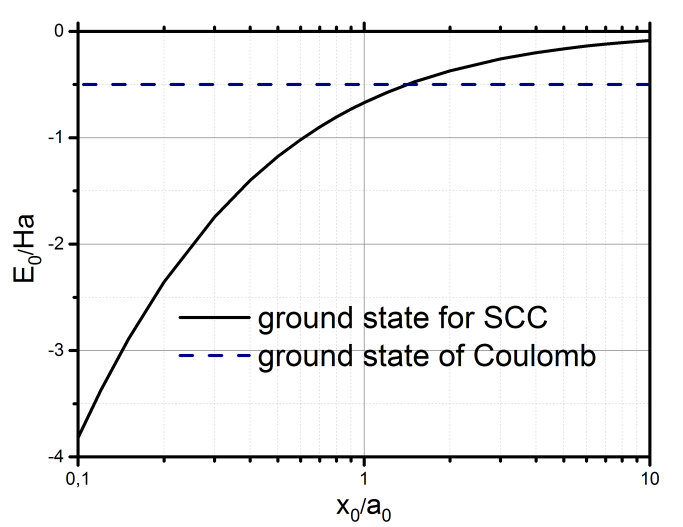 0
-1
-2
-3
-4
E₀/Ha
ground state for SCC
ground state of Coulomb
0,1
1
10
x₀/a₀